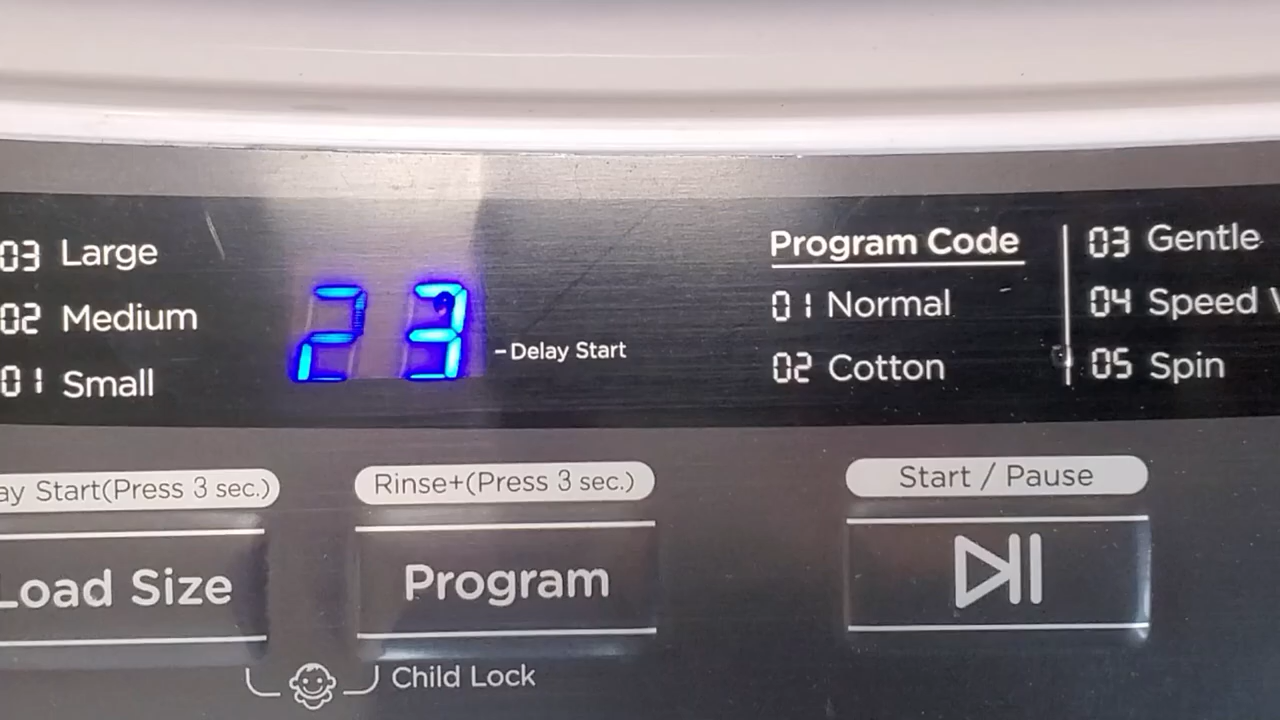 03 Large
02 Medium
01 Small
23
-Delay Start
Program Code
01 Normal
02 Cotton
03 Gentle
04 Speed
05 Spin
Start(Press 3 sec.)
Load Size
Rinse+(Press 3 sec.)
Program
Start / Pause
Child Lock